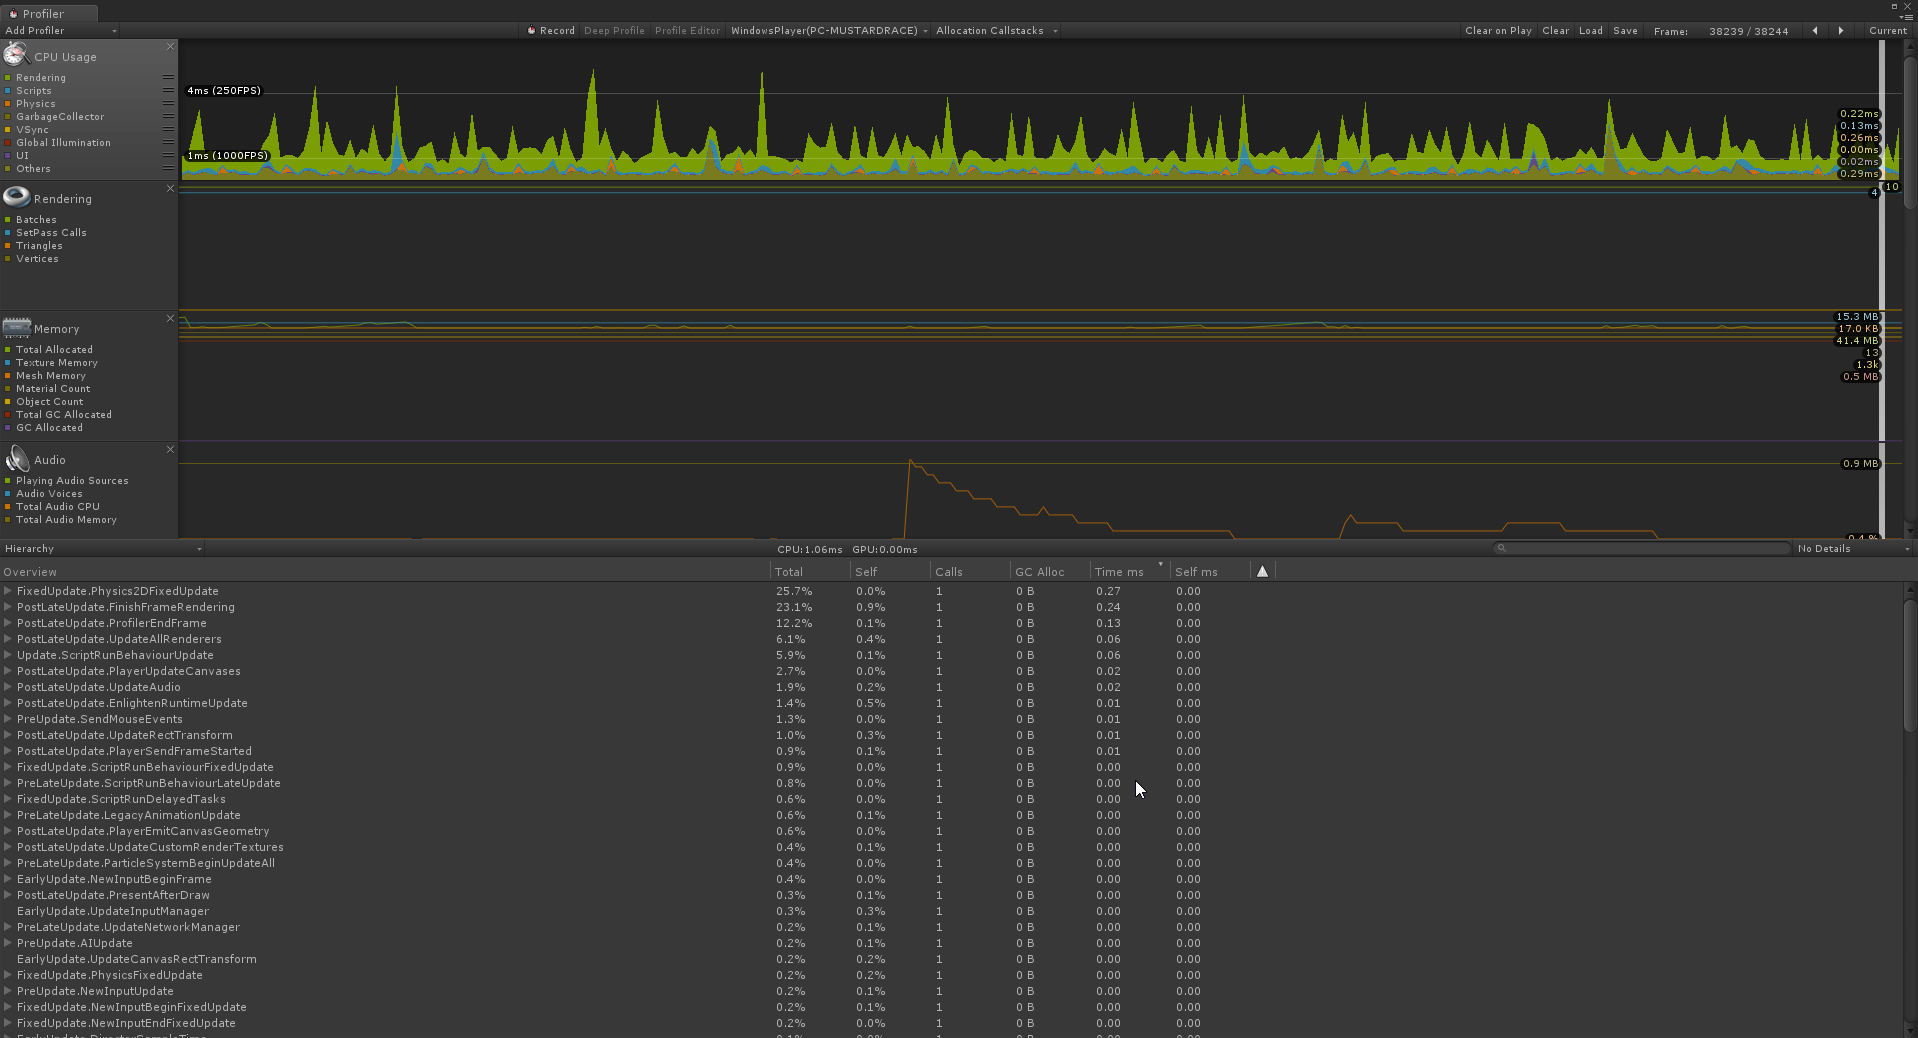 Profiler
Add Profiler Record Deep Profile Profile Editor WindowsPlayer(PC-MUSTARDRACE) Allocation Callstacks Clear on Play Clear Load Save Frame: 38239 / 38244 Current
CPU Usage
Rendering
Scripts
Physics
GarbageCollector
VSync
Global Illumination
UI
Others
4ms (250FPS)
1ms (1000FPS)
0.22ms
0.13ms
0.26ms
0.00ms
0.02ms
0.29ms
Rendering
Batches
SetPass Calls
Triangles
Vertices
10
4
Memory
Total Allocated
Texture Memory
Mesh Memory
Material Count
Object Count
Total GC Allocated
GC Allocated
15.3 MB
17.0 KB
41.4 MB
13
1.3k
0.5 MB
Audio
Playing Audio Sources
Audio Voices
Total Audio CPU
Total Audio Memory
0.9 MB
Hierarchy CPU:1.06ms GPU:0.00ms No Details
Overview Total Self Calls GC Alloc Time ms Self ms
FixedUpdate.Physics2DFixedUpdate 25.7% 0.0% 1 0 B 0.27 0.00
PostLateUpdate.FinishFrameRendering 23.1% 0.9% 1 0 B 0.24 0.00
PostLateUpdate.ProfilerEndFrame 12.2% 0.1% 1 0 B 0.13 0.00
PostLateUpdate.UpdateAllRenderers 6.1% 0.4% 1 0 B 0.06 0.00
Update.ScriptRunBehaviourUpdate 5.9% 0.1% 1 0 B 0.06 0.00
PostLateUpdate.PlayerUpdateCanvases 2.7% 0.0% 1 0 B 0.02 0.00
PostLateUpdate.UpdateAudio 1.9% 0.2% 1 0 B 0.02 0.00
PostLateUpdate.EnlightenRuntimeUpdate 1.4% 0.5% 1 0 B 0.01 0.00
PreUpdate.SendMouseEvents 1.3% 0.0% 1 0 B 0.01 0.00
PostLateUpdate.UpdateRectTransform 1.0% 0.3% 1 0 B 0.01 0.00
PostLateUpdate.PlayerSendFrameStarted 0.9% 0.1% 1 0 B 0.01 0.00
FixedUpdate.ScriptRunBehaviourFixedUpdate 0.9% 0.0% 1 0 B 0.00 0.00
PreLateUpdate.ScriptRunBehaviourLateUpdate 0.8% 0.0% 1 0 B 0.00 0.00
FixedUpdate.ScriptRunDelayedTasks 0.6% 0.0% 1 0 B 0.00 0.00
PreLateUpdate.LegacyAnimationUpdate 0.6% 0.1% 1 0 B 0.00 0.00
PostLateUpdate.PlayerEmitCanvasGeometry 0.6% 0.0% 1 0 B 0.00 0.00
PostLateUpdate.UpdateCustomRenderTextures 0.4% 0.1% 1 0 B 0.00 0.00
PreLateUpdate.ParticleSystemBeginUpdateAll 0.4% 0.0% 1 0 B 0.00 0.00
EarlyUpdate.NewInputBeginFrame 0.4% 0.0% 1 0 B 0.00 0.00
PostLateUpdate.PresentAfterDraw 0.3% 0.1% 1 0 B 0.00 0.00
EarlyUpdate.UpdateInputManager 0.3% 0.3% 1 0 B 0.00 0.00
PreLateUpdate.UpdateNetworkManager 0.2% 0.1% 1 0 B 0.00 0.00
PreUpdate.AIUpdate 0.2% 0.1% 1 0 B 0.00 0.00
EarlyUpdate.UpdateCanvasRectTransform 0.2% 0.2% 1 0 B 0.00 0.00
FixedUpdate.PhysicsFixedUpdate 0.2% 0.2% 1 0 B 0.00 0.00
PreUpdate.NewInputUpdate 0.2% 0.1% 1 0 B 0.00 0.00
FixedUpdate.NewInputBeginFixedUpdate 0.2% 0.1% 1 0 B 0.00 0.00
FixedUpdate.NewInputEndFixedUpdate 0.2% 0.0% 1 0 B 0.00 0.00